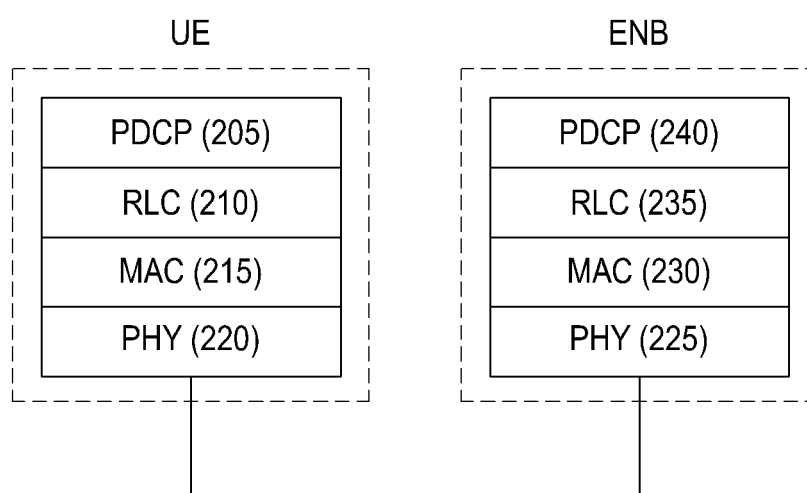 UE
PDCP (205)
RLC (210)
MAC (215)
PHY (220)
ENB
PDCP (240)
RLC (235)
MAC (230)
PHY (225)